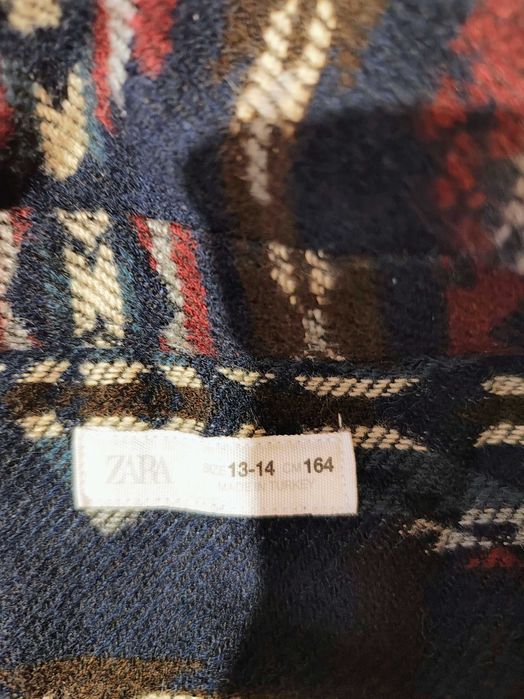 ZARA SIZE 13-14 CM 164
MADE IN TURKEY